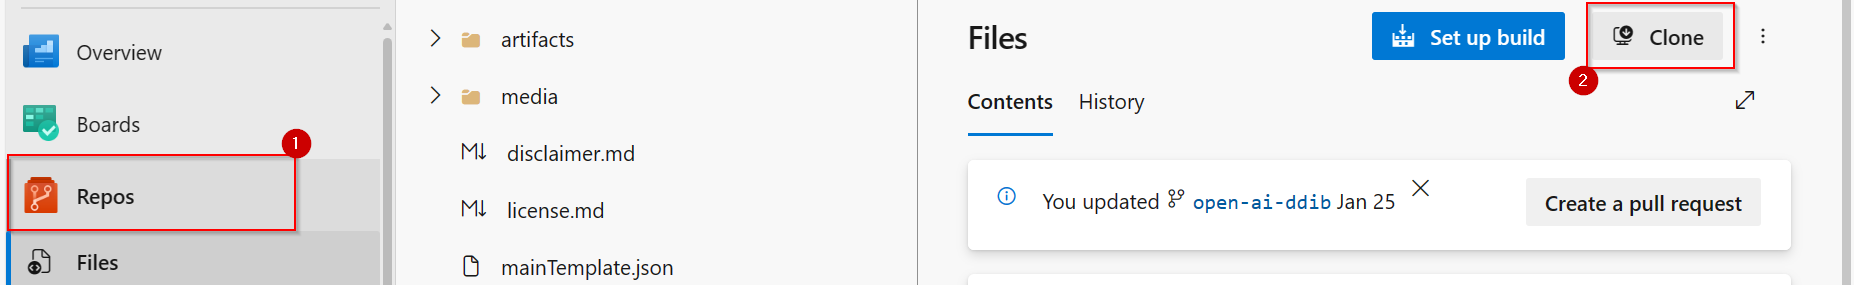 Overview
Boards
1
Repos
Files
artifacts
media
disclaimer.md
license.md
mainTemplate.json
Files
Set up build
Clone
2
Contents
History
You updated open-ai-ddib Jan 25
Create a pull request